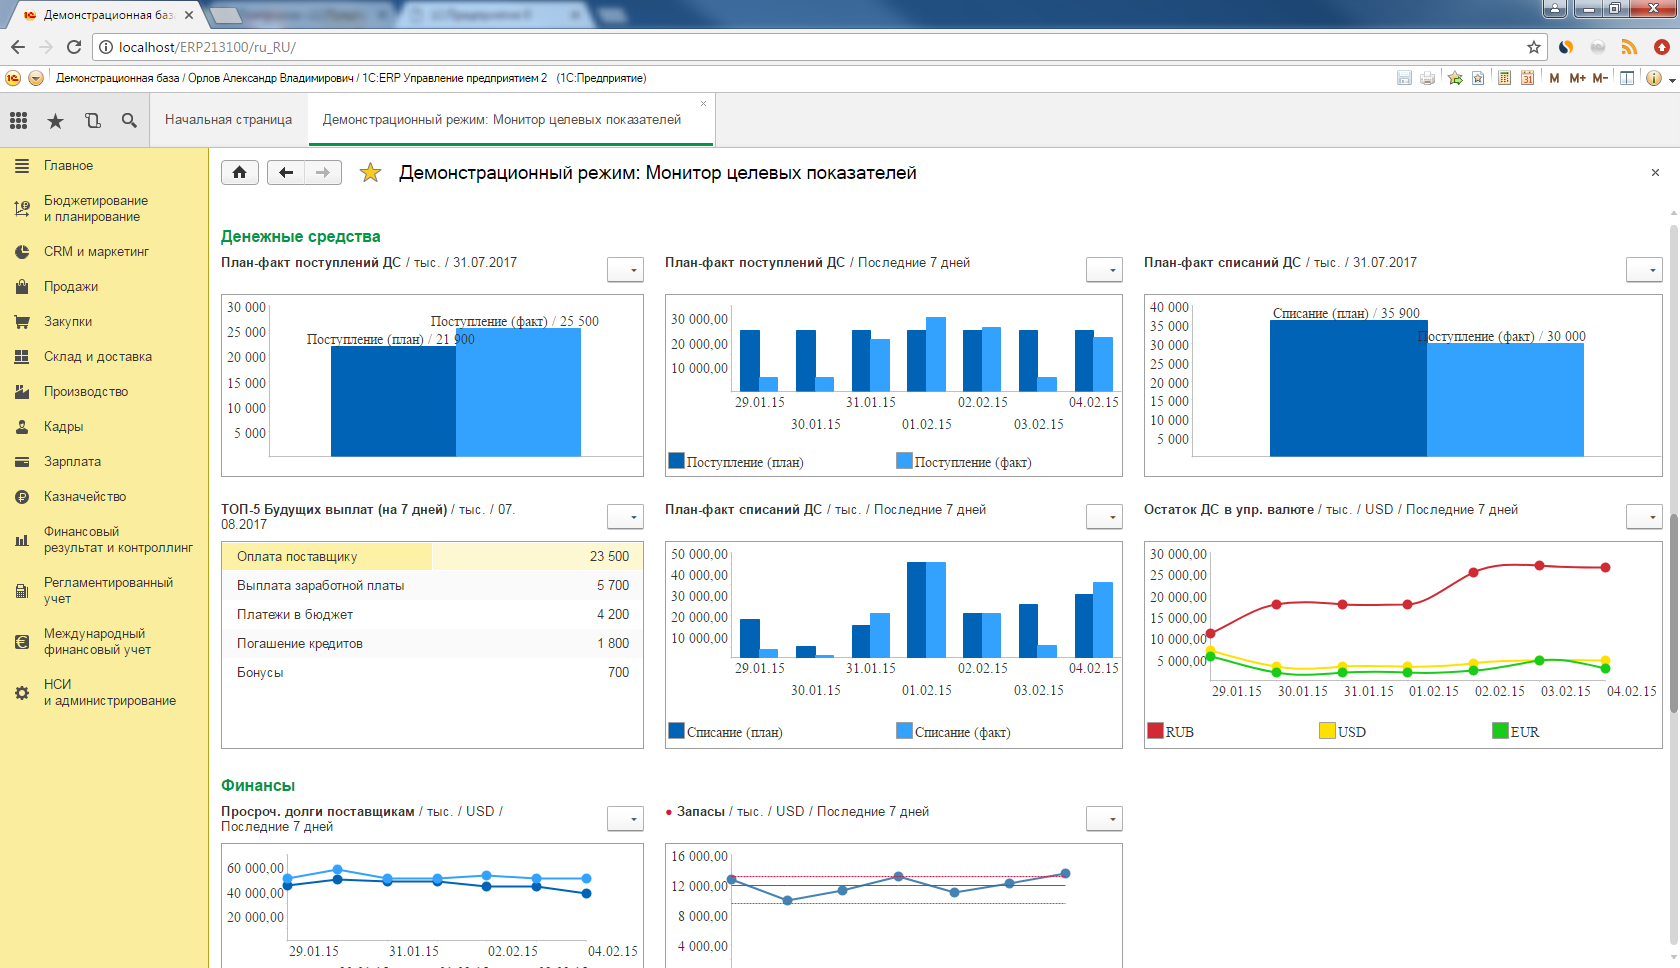 Демонстрационная баз
localhost/ERP213100/ru_RU/
Демонстрационная база / Орлов Александр Владимирович / 1С:ERP Управление предприятием 2 (1С:Предприятие)
31
M M+ M-
Начальная страница
Демонстрационный режим: Монитор целевых показателей
Главное
Бюджетирование
и планирование
CRM и маркетинг
Продажи
Закупки
Склад и доставка
Производство
Кадры
Зарплата
Казначейство
Финансовый
результат и контроллинг
Регламентированный
учет
Международный
финансовый учет
НСИ
и администрирование
Демонстрационный режим: Монитор целевых показателей
Денежные средства
План-факт поступлений ДС / тыс. / 31.07.2017
30 000
25 000
20 000
15 000
10 000
5 000
Поступление (факт) / 25 500
Поступление (план) / 21 900
План-факт поступлений ДС / Последние 7 дней
30 000,00
20 000,00
10 000,00
29.01.15
31.01.15
02.02.15
04.02.15
30.01.15
01.02.15
03.02.15
Поступление (план)
Поступление (факт)
План-факт списаний ДС / тыс. / 31.07.2017
40 000
35 000
30 000
25 000
20 000
15 000
10 000
5 000
Списание (план) / 35 900
Поступление (факт) / 30 000
ТОП-5 Будущих выплат (на 7 дней) / тыс. / 07.
08.2017
Оплата поставщику 23 500
Выплата заработной платы 5 700
Платежи в бюджет 4 200
Погашение кредитов 1 800
Бонусы 700
План-факт списаний ДС / тыс. / Последние 7 дней
50 000,00
40 000,00
30 000,00
20 000,00
10 000,00
29.01.15
31.01.15
02.02.15
04.02.15
30.01.15
01.02.15
03.02.15
Списание (план)
Списание (факт)
Остаток ДС в упр. валюте / тыс. / USD / Последние 7 дней
30 000,00
25 000,00
20 000,00
15 000,00
10 000,00
5 000,00
29.01.15
30.01.15
31.01.15
01.02.15
02.02.15
03.02.15
04.02.15
RUB
USD
EUR
Финансы
Просроч. долги поставщикам / тыс. / USD /
Последние 7 дней
60 000,00
40 000,00
20 000,00
29.01.15
31.01.15
02.02.15
04.02.15
Запасы / тыс. / USD / Последние 7 дней
16 000,00
12 000,00
8 000,00
4 000,00